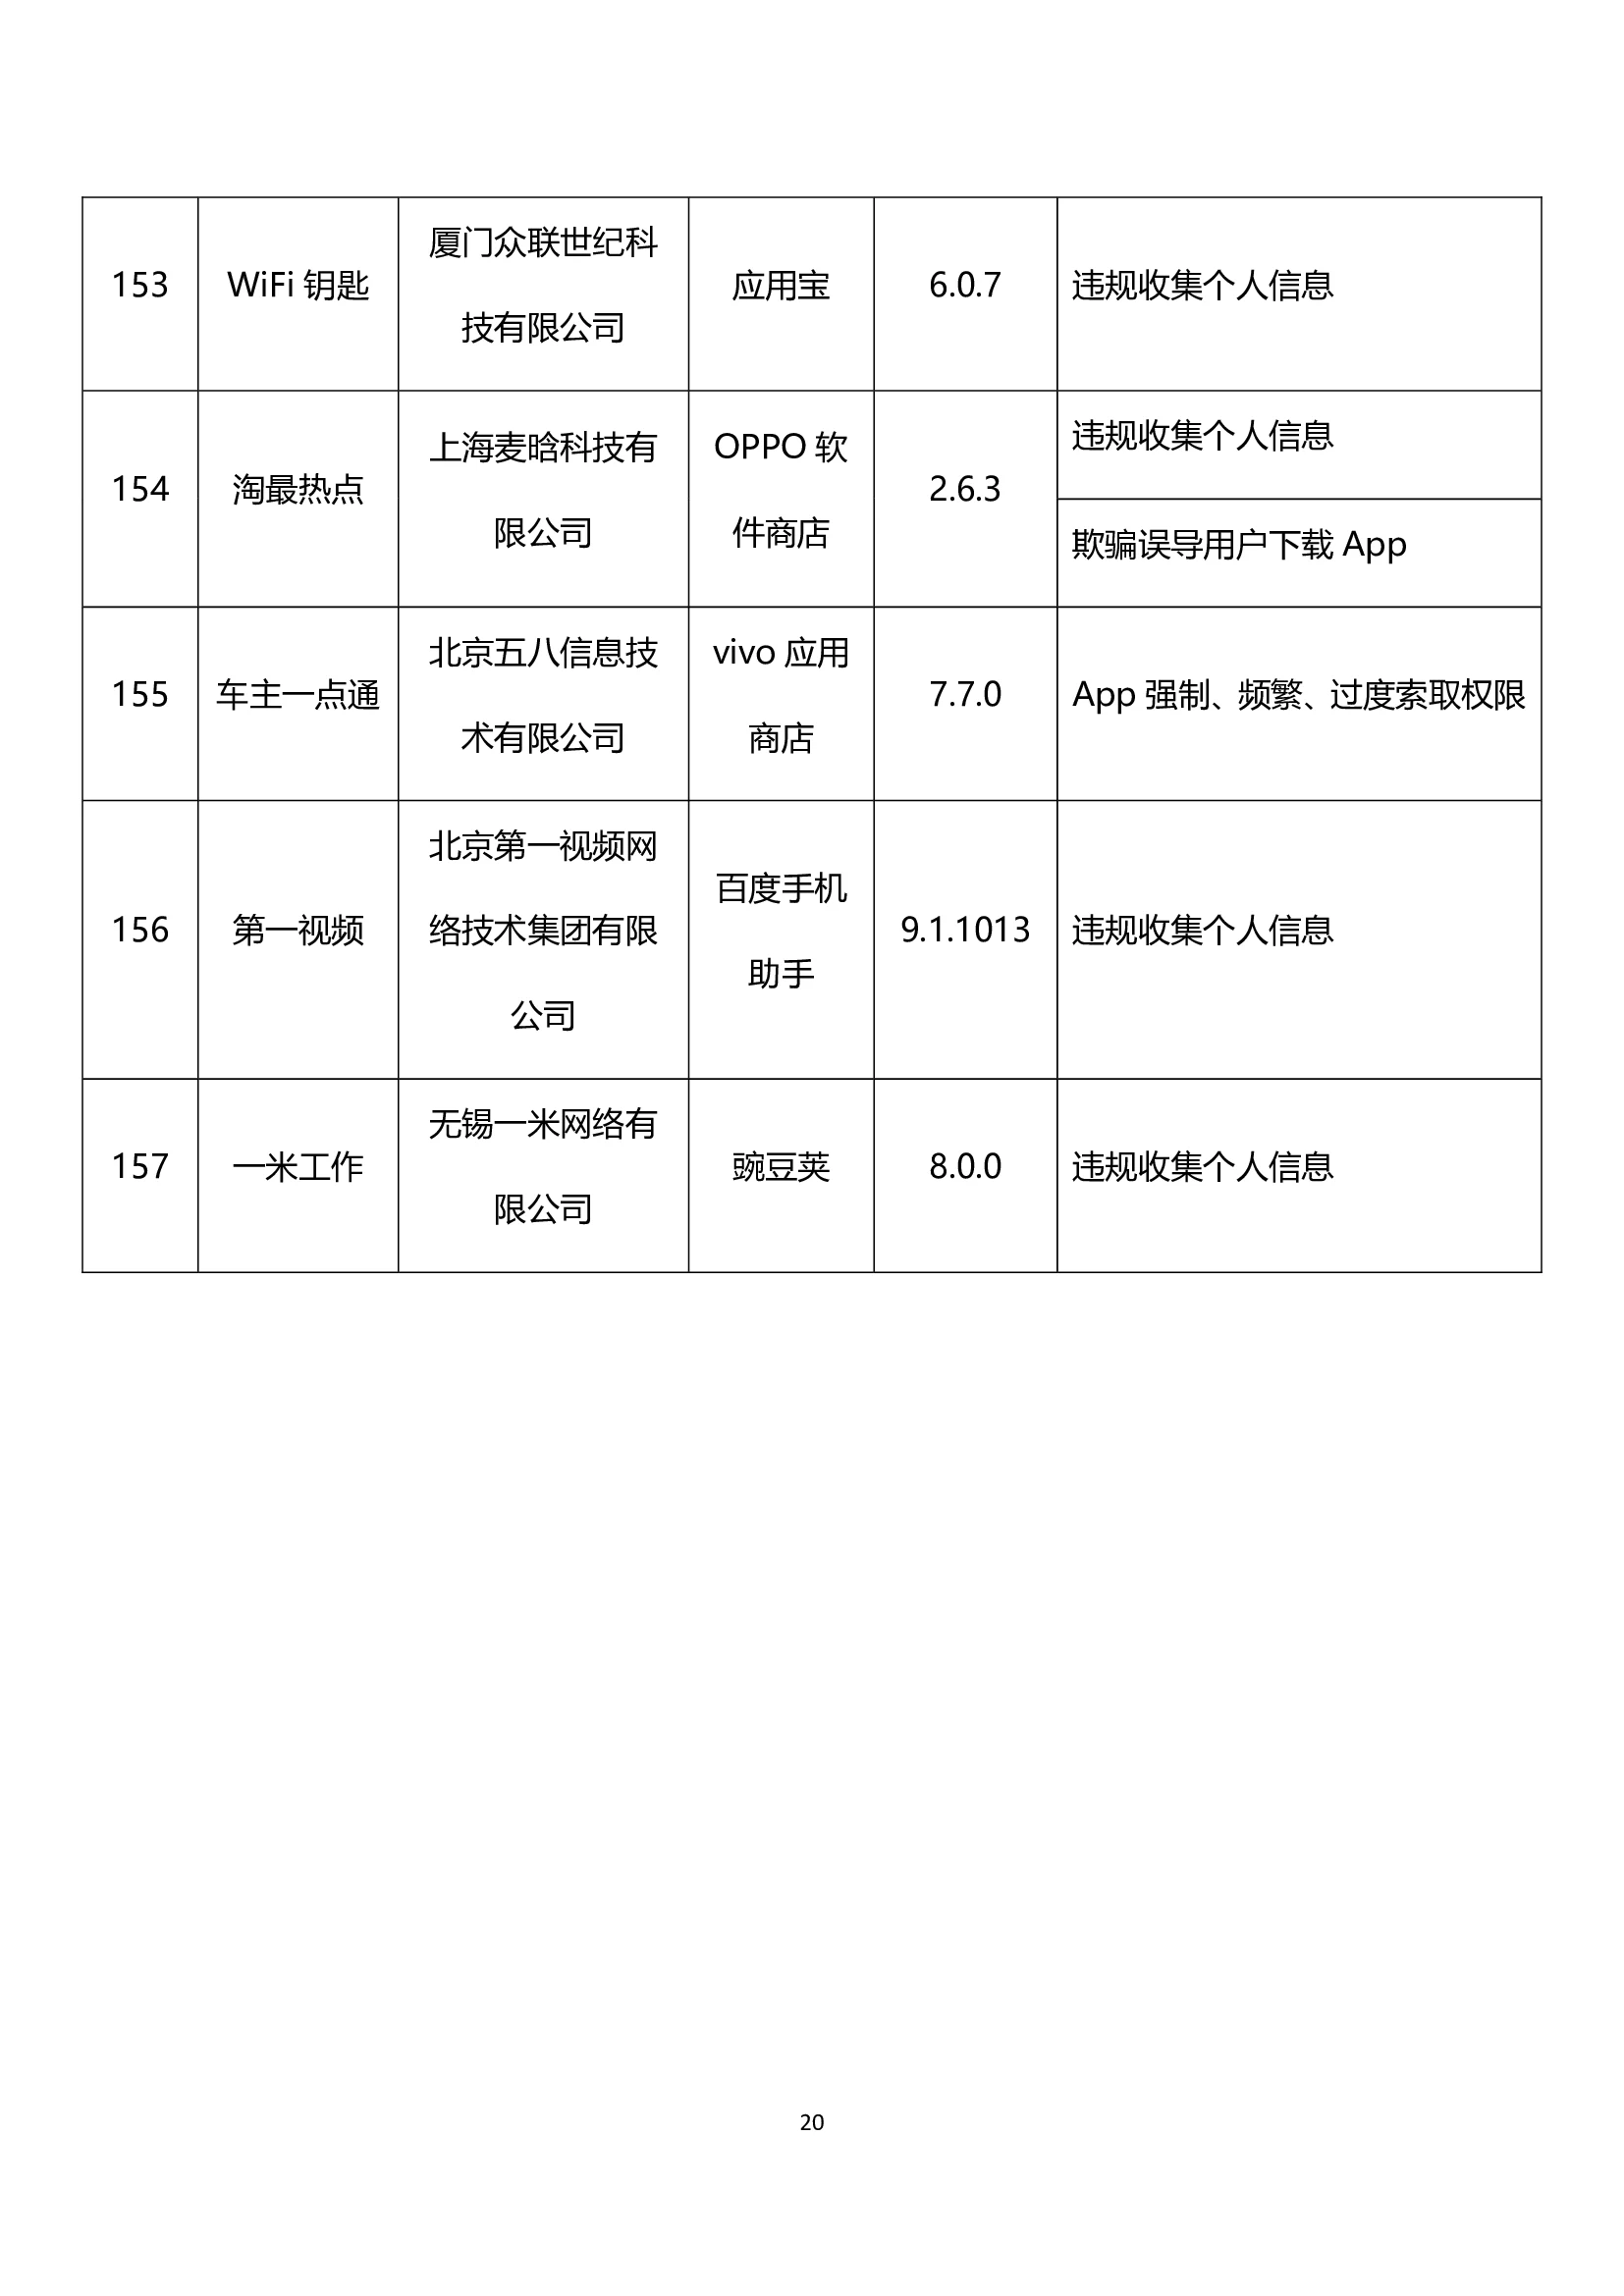 153
WiFi 钥匙
厦门众联世纪科
技有限公司
应用宝
6.0.7
违规收集个人信息
154
淘最热点
上海麦晗科技有
限公司
OPPO 软
件商店
2.6.3
违规收集个人信息
欺骗误导用户下载 App
155
车主一点通
北京五八信息技
术有限公司
vivo 应用
商店
7.7.0
App 强制、频繁、过度索取权限
156
第一视频
北京第一视频网
络技术集团有限
公司
百度手机
助手
9.1.1013
违规收集个人信息
157
一米工作
无锡一米网络有
限公司
豌豆荚
8.0.0
违规收集个人信息
20